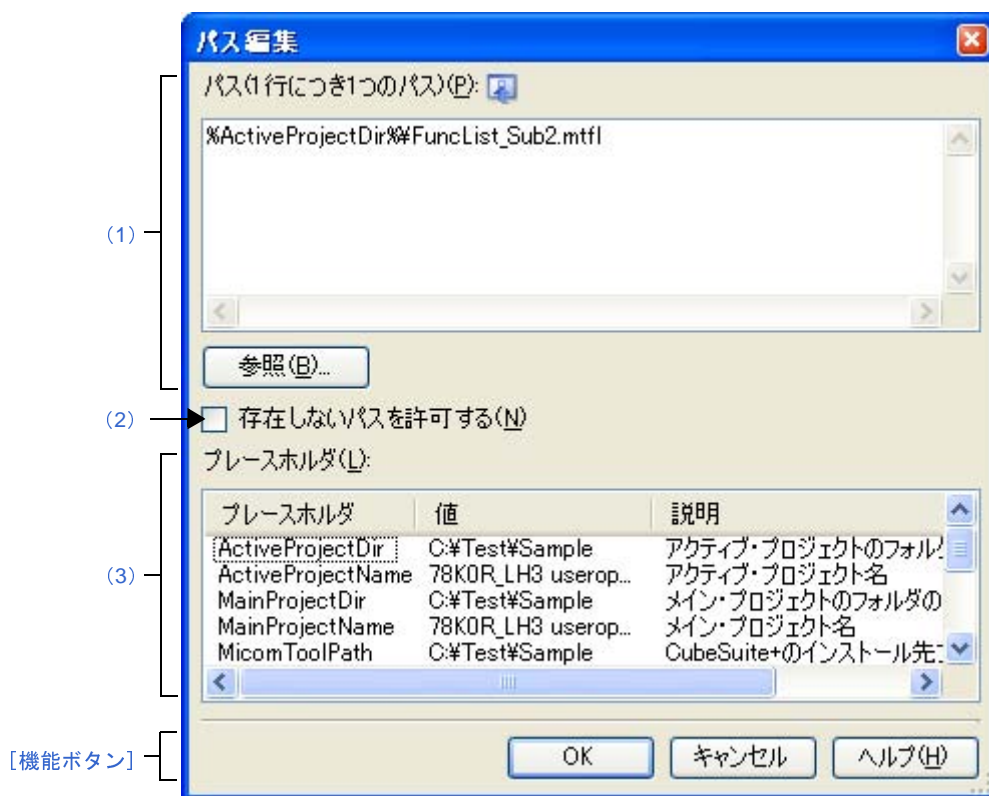 パス編集
パス(1行につき1つのパス)(P):
%ActiveProjectDir%¥FuncList_Sub2.mtfl
(1)
参照(B)...
(2)
存在しないパスを許可する(N)
プレースホルダ(L):
プレースホルダ 値 説明
ActiveProjectDir C:¥Test¥Sample アクティブ・プロジェクトのフォル
(3)
ActiveProjectName 78K0R_LH3 userop... アクティブ・プロジェクト名
MainProjectDir C:¥Test¥Sample メイン・プロジェクトのフォルダの
MainProjectName 78K0R_LH3 userop... メイン・プロジェクト名
MicomToolPath C:¥Test¥Sample CubeSuite+のインストール先
[機能ボタン]
OK キャンセル ヘルプ(H)